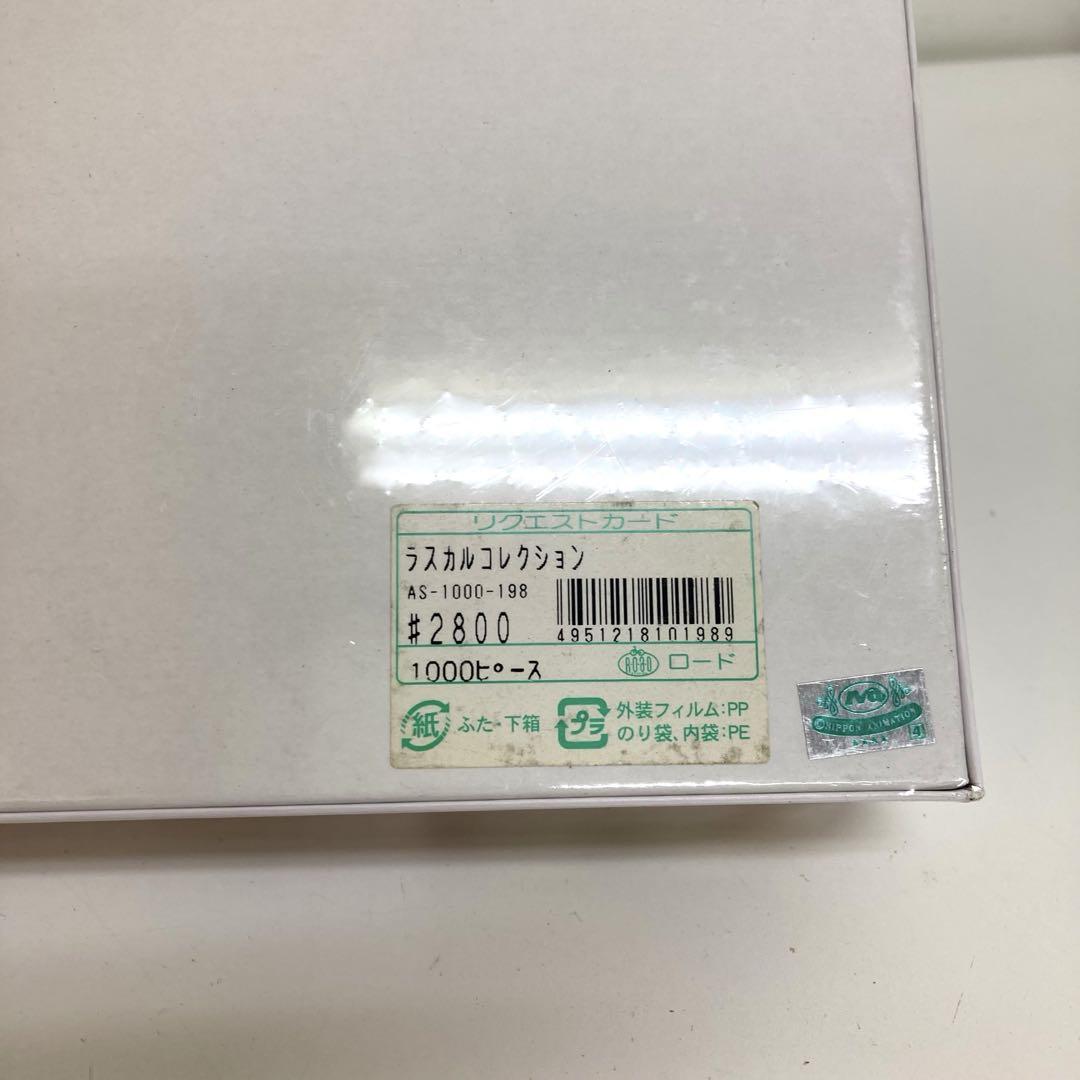 リクエストカード
ラスカルコレクション
AS-1000-198
#2800
4951218101989
1000ピース
ROAD ロード
紙 ふた・下箱
プラ 外装フィルム:PP
のり袋、内袋:PE
©NIPPON ANIMATION